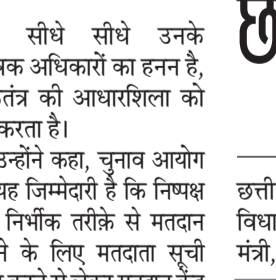 सीधे सीधे उनके
अधिकारों का हनन है,
की आधारशिला को
करता है।
उन्होंने कहा, चुनाव आयोग
यह जिम्मेदारी है कि निष्पक्ष
निर्भीक तरीक़े से मतदान
के लिए मतदाता सूची
छ
छत्ती
विधा
मंत्री,